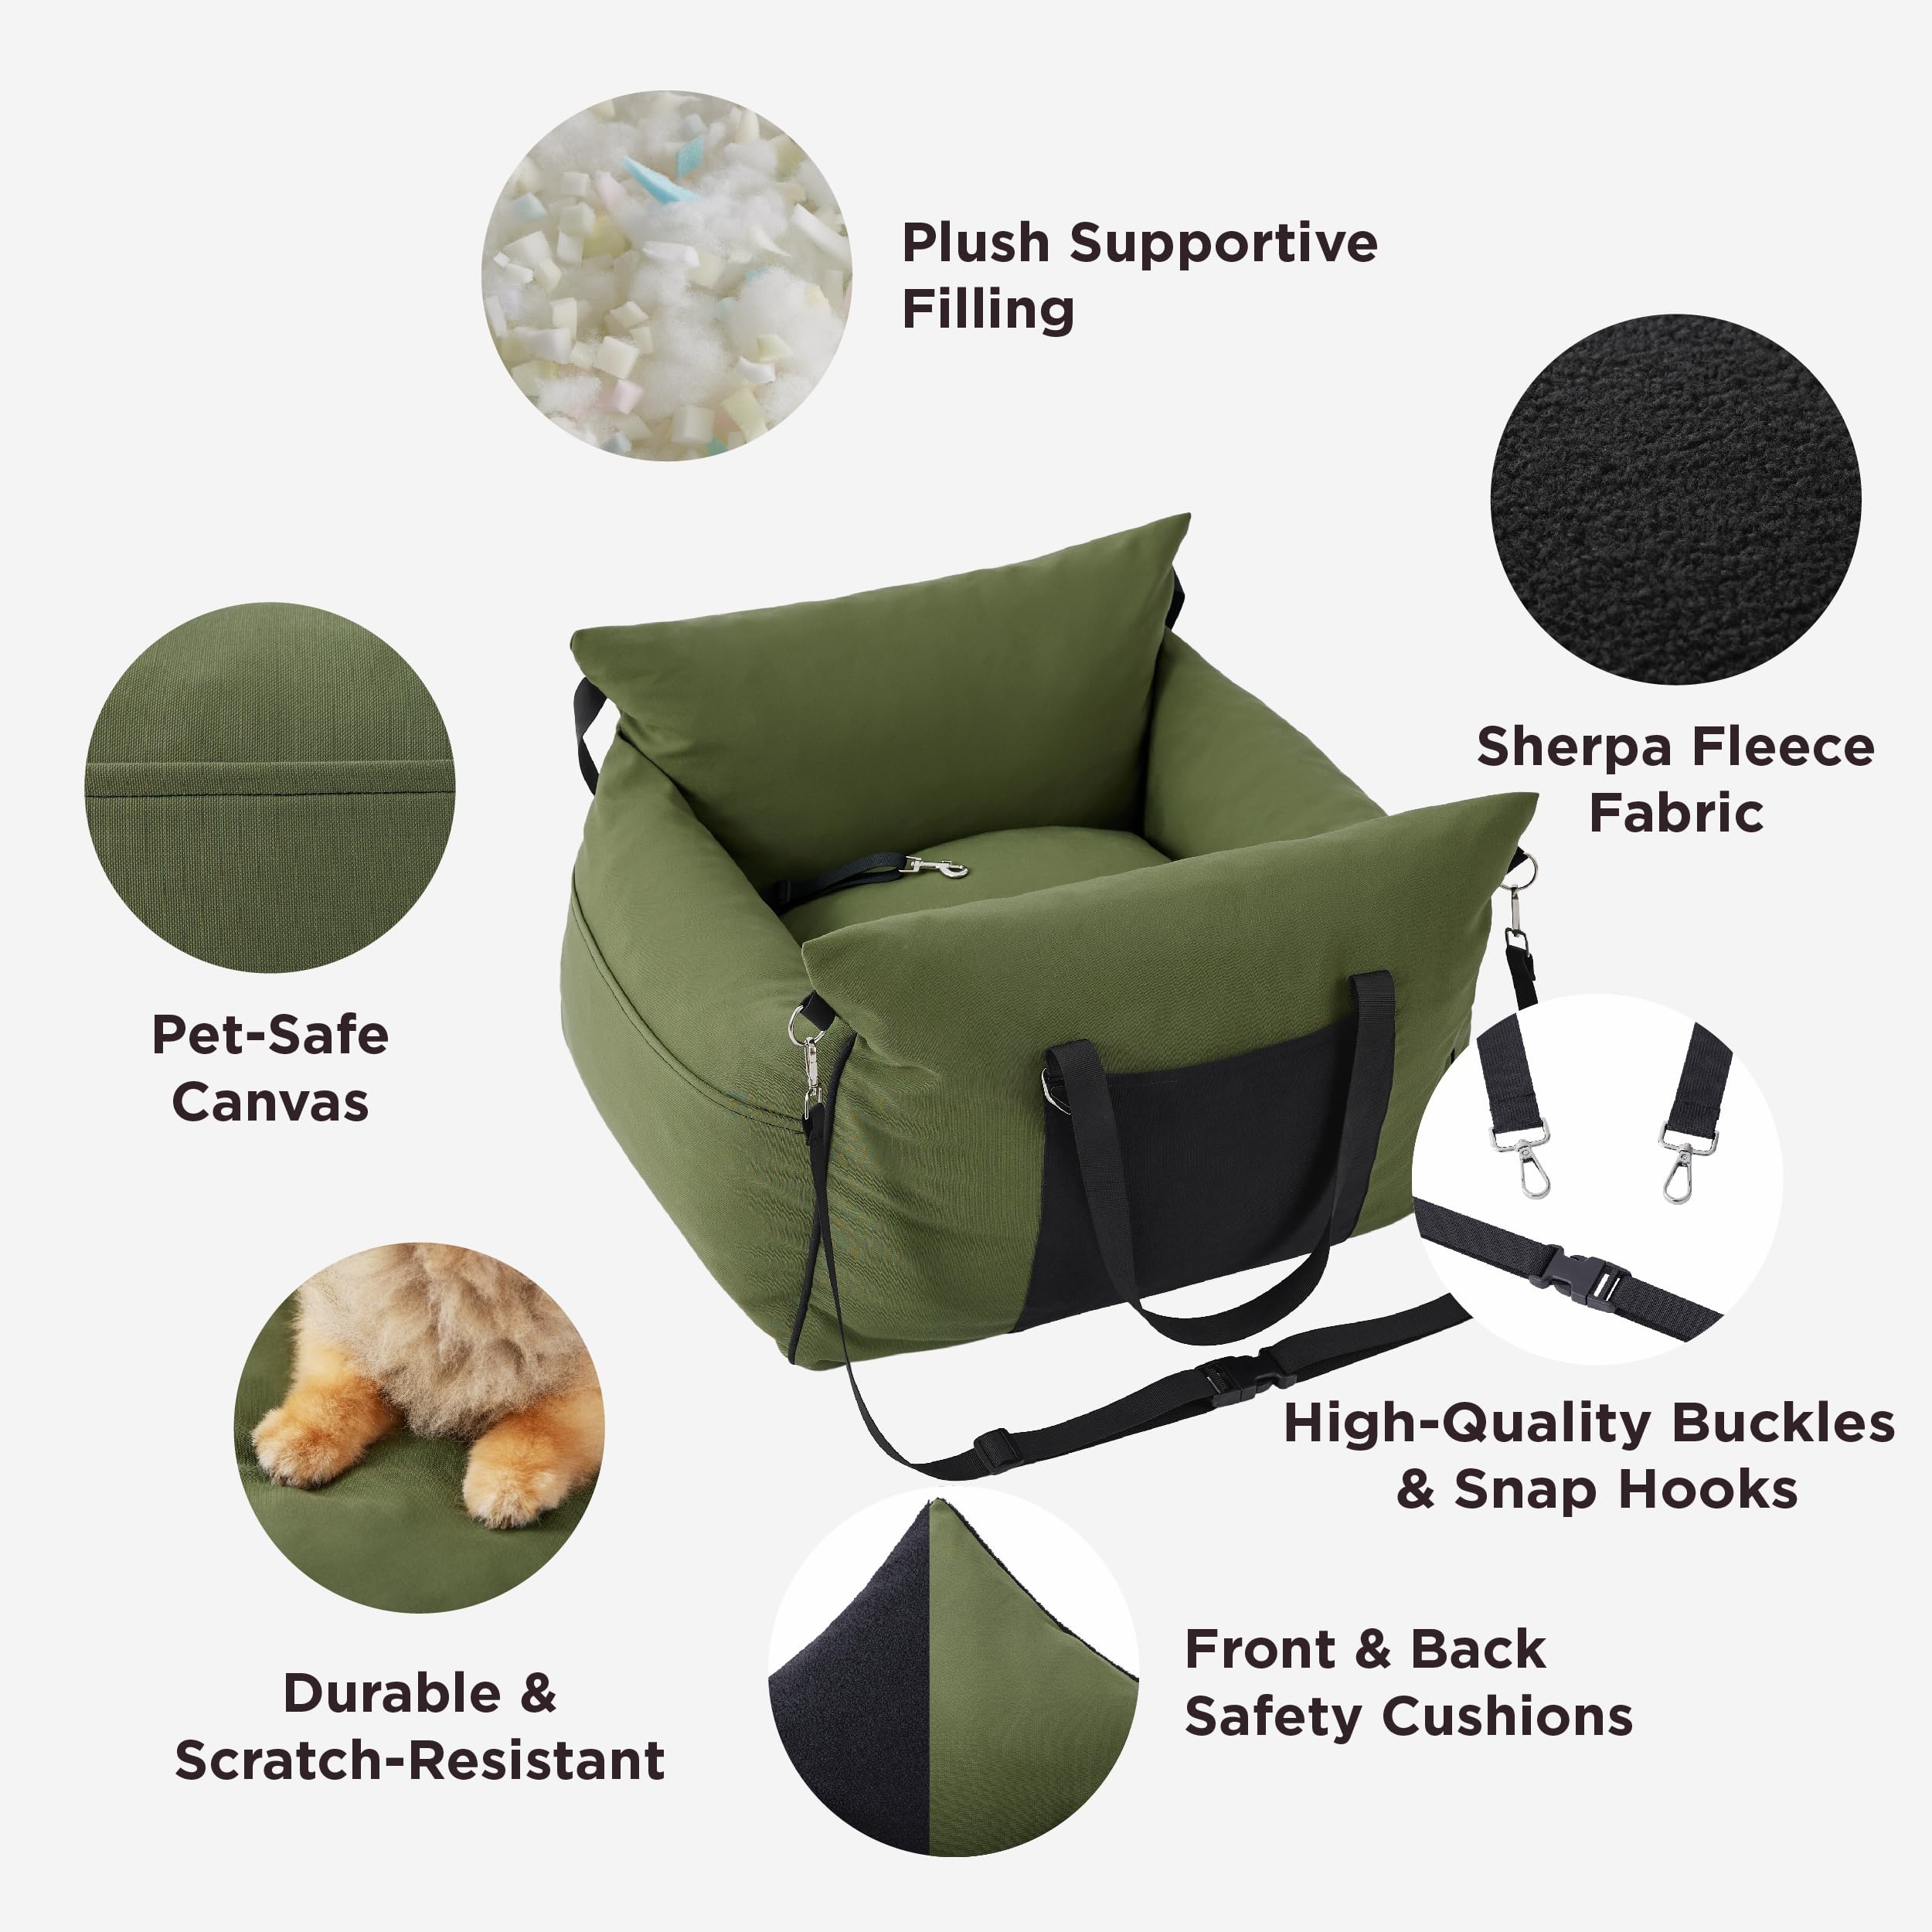 Plush Supportive
Filling
Sherpa Fleece
Fabric
Pet-Safe
Canvas
High-Quality Buckles
& Snap Hooks
Durable &
Scratch-Resistant
Front & Back
Safety Cushions